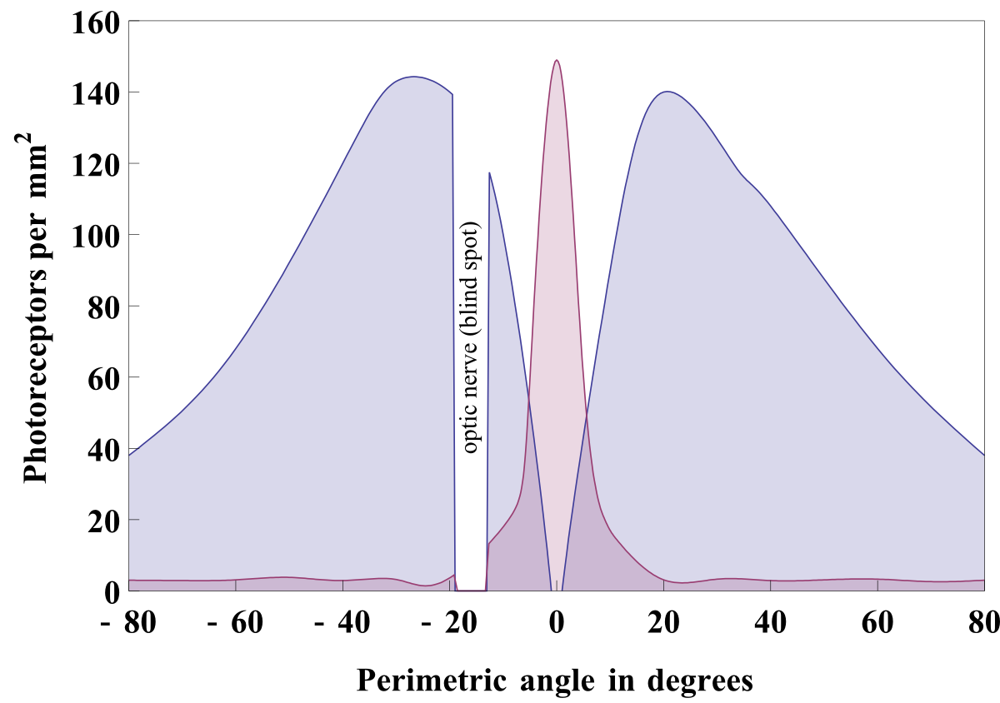 160
140
120
100
80
60
40
20
0
Photoreceptors per mm²
optic nerve (blind spot)
- 80 - 60 - 40 - 20 0 20 40 60 80
Perimetric angle in degrees